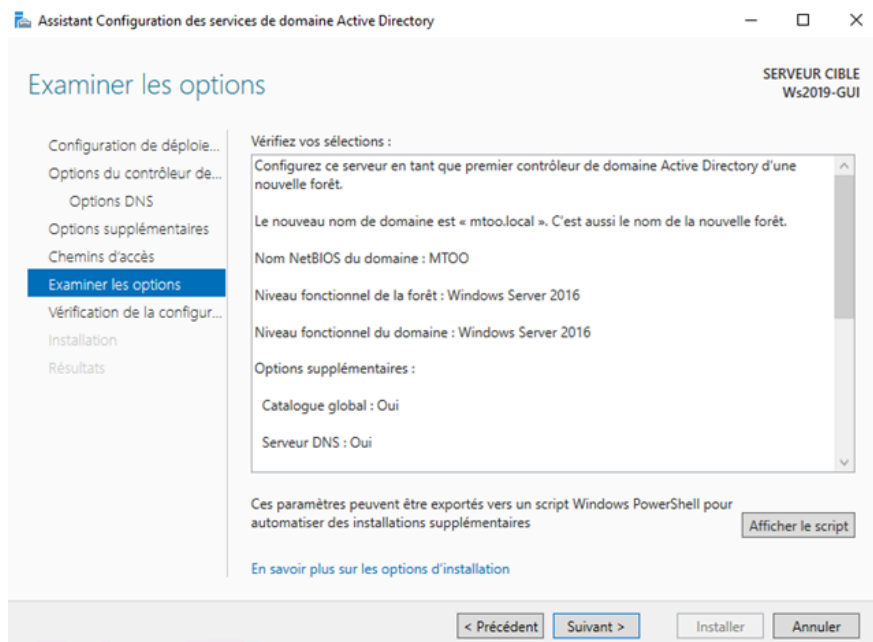 Assistant Configuration des services de domaine Active Directory
Examiner les options
SERVEUR CIBLE
Ws2019-GUI
Configuration de déploie...
Options du contrôleur de...
Options DNS
Options supplémentaires
Chemins d'accès
Examiner les options
Vérification de la configur...
Installation
Résultats
Vérifiez vos sélections :
Configurez ce serveur en tant que premier contrôleur de domaine Active Directory d'une
nouvelle forêt.
Le nouveau nom de domaine est « mtoo.local ». C'est aussi le nom de la nouvelle forêt.
Nom NetBIOS du domaine : MTOO
Niveau fonctionnel de la forêt : Windows Server 2016
Niveau fonctionnel du domaine : Windows Server 2016
Options supplémentaires :
Catalogue global : Oui
Serveur DNS : Oui
Ces paramètres peuvent être exportés vers un script Windows PowerShell pour
automatiser des installations supplémentaires
Afficher le script
En savoir plus sur les options d'installation
< Précédent
Suivant >
Installer
Annuler